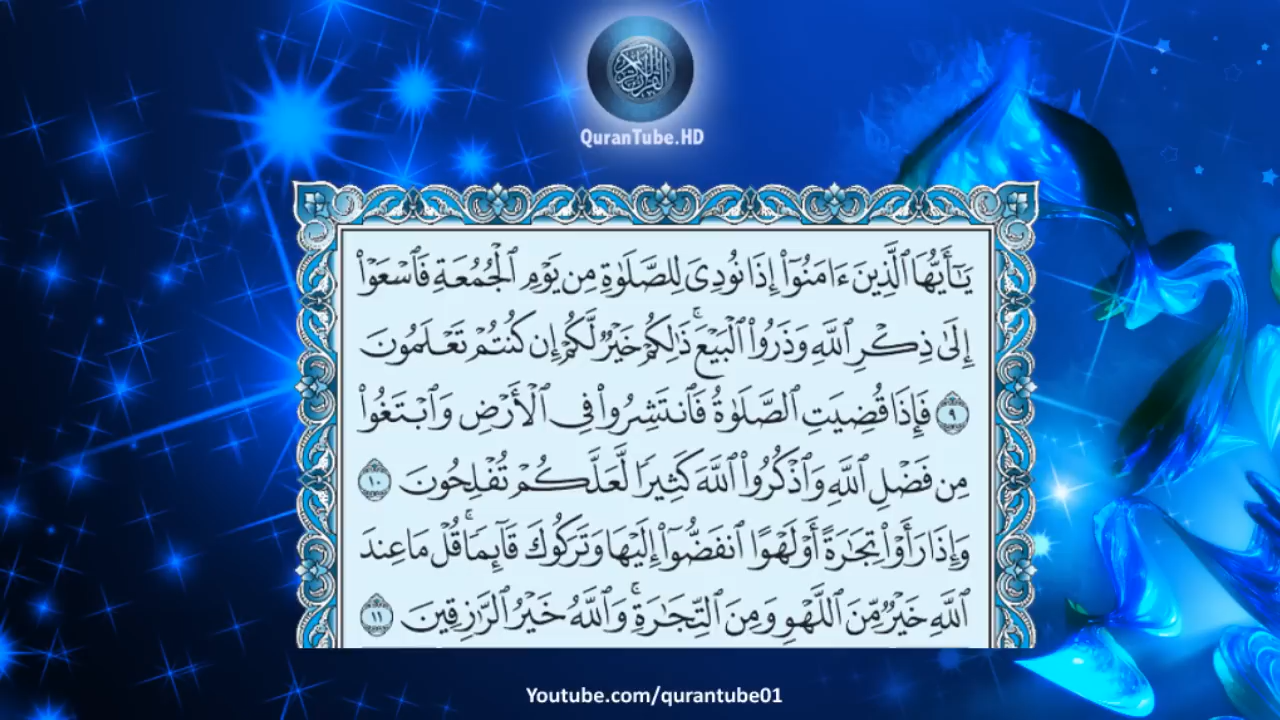 QuranTube.HD
يَٰٓأَيُّهَا ٱلَّذِينَ ءَامَنُوٓا۟ إِذَا نُودِىَ لِلصَّلَوٰةِ مِن يَوْمِ ٱلْجُمُعَةِ فَٱسْعَوْا۟
إِلَىٰ ذِكْرِ ٱللَّهِ وَذَرُوا۟ ٱلْبَيْعَ ۚ ذَٰلِكُمْ خَيْرٌ لَّكُمْ إِن كُنتُمْ تَعْلَمُونَ
٩ فَإِذَا قُضِيَتِ ٱلصَّلَوٰةُ فَٱنتَشِرُوا۟ فِى ٱلْأَرْضِ وَٱبْتَغُوا۟
مِن فَضْلِ ٱللَّهِ وَٱذْكُرُوا۟ ٱللَّهَ كَثِيرًا لَّعَلَّكُمْ تُفْلِحُونَ ١٠
وَإِذَا رَأَوْا۟ تِجَٰرَةً أَوْ لَهْوًا ٱنفَضُّوٓا۟ إِلَيْهَا وَتَرَكُوكَ قَآئِمًا ۚ قُلْ مَا عِندَ
ٱللَّهِ خَيْرٌ مِّنَ ٱللَّهْوِ وَمِنَ ٱلتِّجَٰرَةِ ۚ وَٱللَّهُ خَيْرُ ٱلرَّٰزِقِينَ ١١
Youtube.com/qurantube01